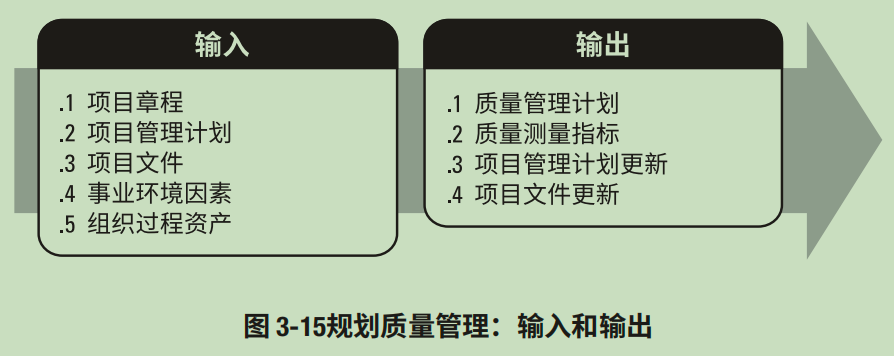 输入
.1 项目章程
.2 项目管理计划
.3 项目文件
.4 事业环境因素
.5 组织过程资产
输出
.1 质量管理计划
.2 质量测量指标
.3 项目管理计划更新
.4 项目文件更新
图 3-15规划质量管理：输入和输出